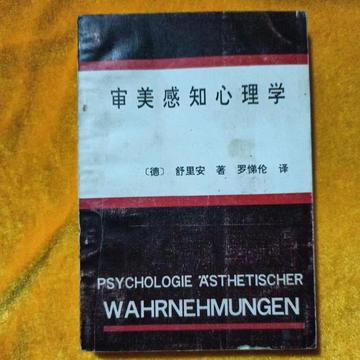 审美感知心理学
〔德〕 舒里安 著 罗悌伦 译
PSYCHOLOGIE ÄSTHETISCHER
WAHRNEHMUNGEN